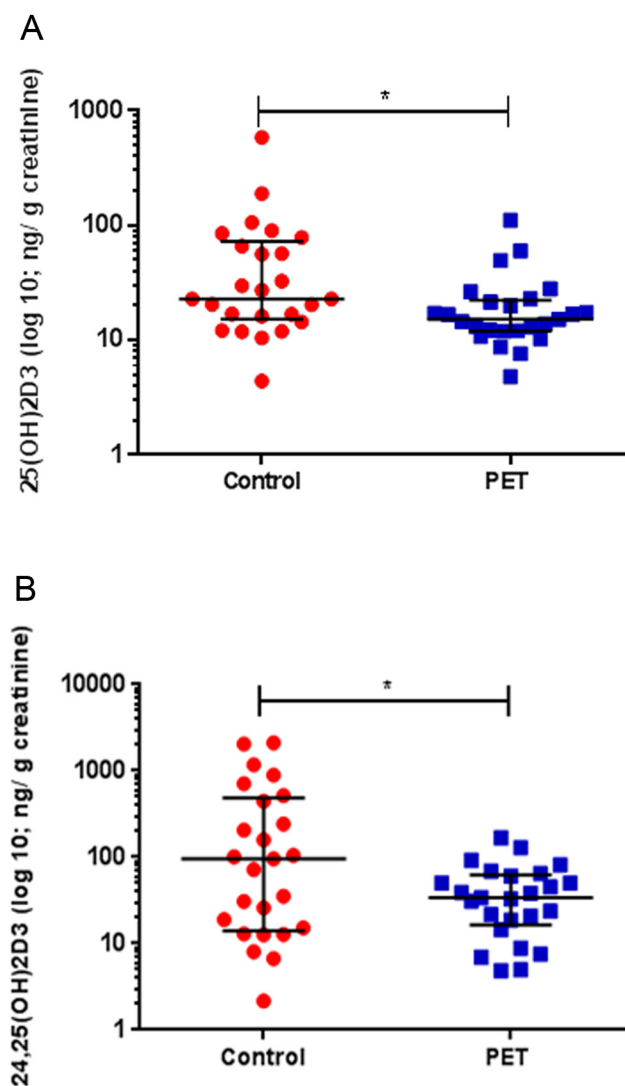 A
25(OH)2D3 (log 10; ng/ g creatinine)
1000
100
10
1
*
Control
PET
B
24,25(OH)2D3 (log 10; ng/ g creatinine)
10000
1000
100
10
1
*
Control
PET